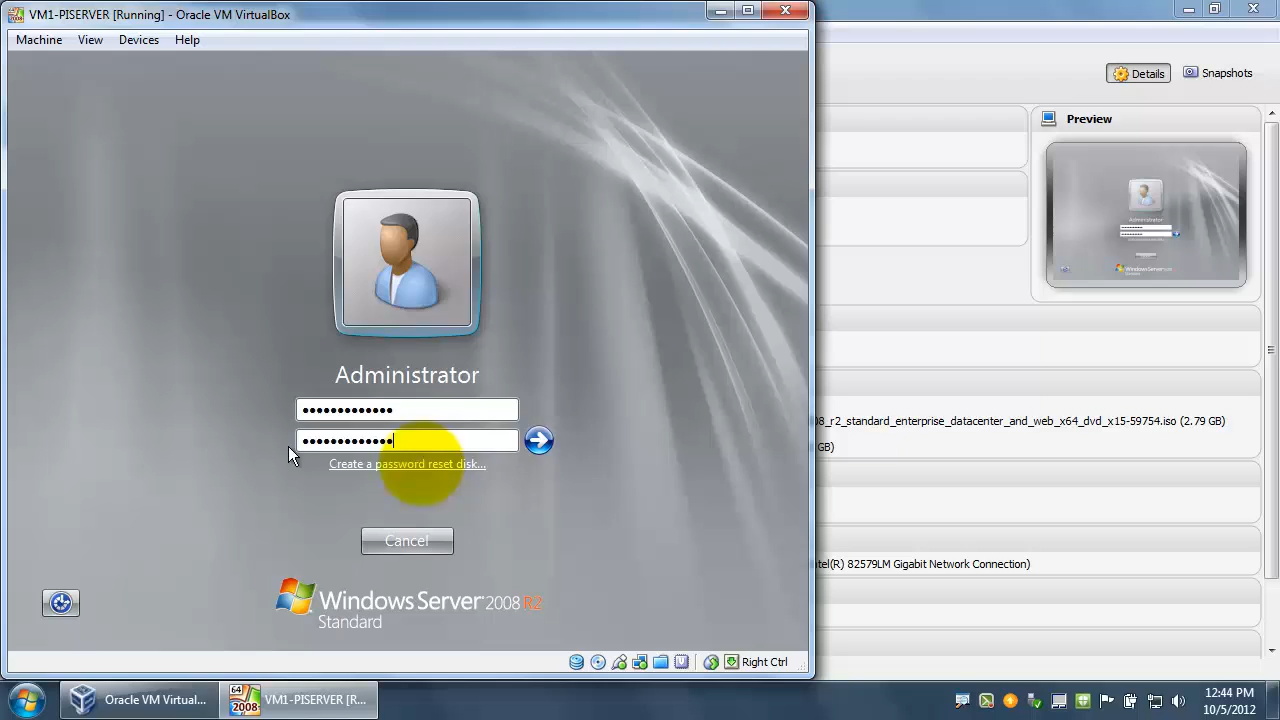 VM1-PISERVER [Running] - Oracle VM VirtualBox
Machine View Devices Help
Details Snapshots
Preview
Administrator
Create a password reset disk...
Cancel
Windows Server 2008 R2
Standard
08_r2_standard_enterprise_datacenter_and_web_x64_dvd_x15-59754.iso (2.79 GB)
GB)
tel(R) 82579LM Gigabit Network Connection)
Right Ctrl
Oracle VM Virtual...
64
2008
VM1-PISERVER [R...
12:44 PM
10/5/2012